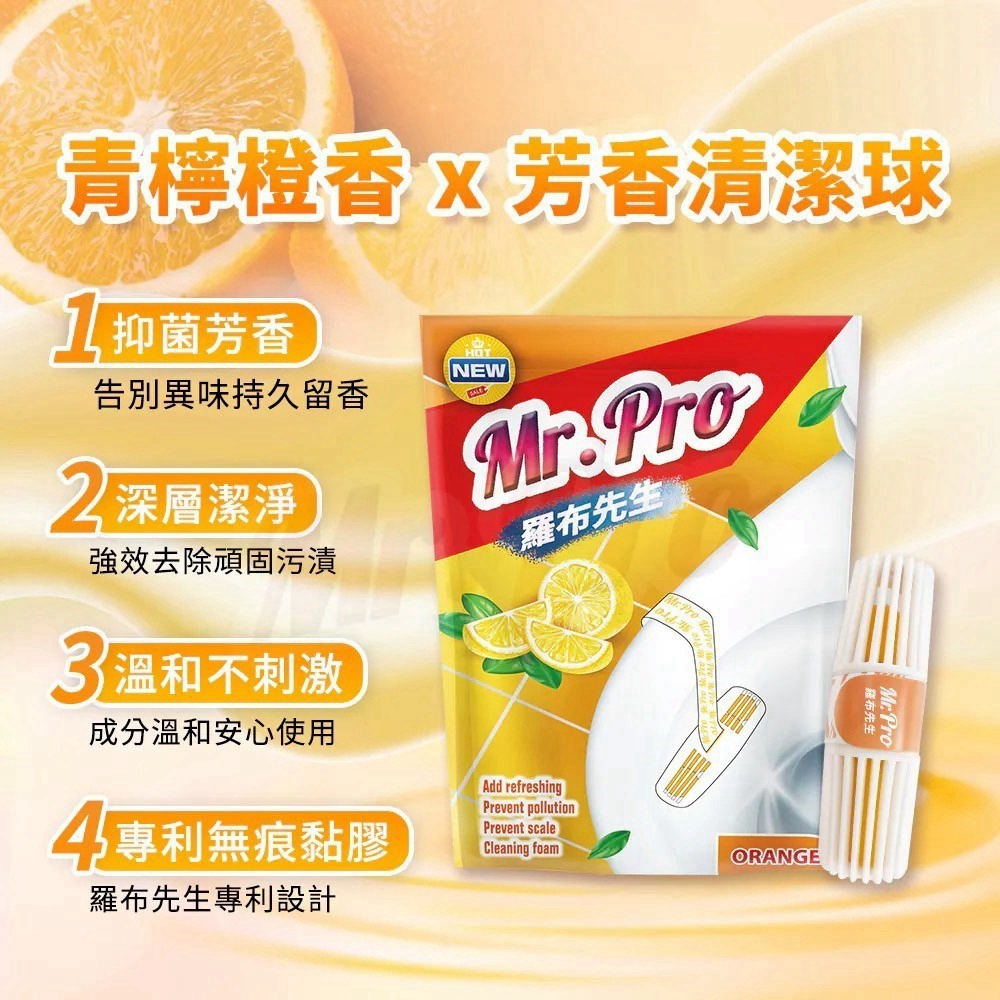 青檸橙香 x 芳香清潔球
1 抑菌芳香
告別異味持久留香
2 深層潔淨
強效去除頑固污漬
3 溫和不刺激
成分溫和安心使用
4 專利無痕黏膠
羅布先生專利設計
HOT
NEW
SALE
Mr.Pro
羅布先生
Add refreshing
Prevent pollution
Prevent scale
Cleaning foam
ORANGE
Mr.Pro
羅布先生